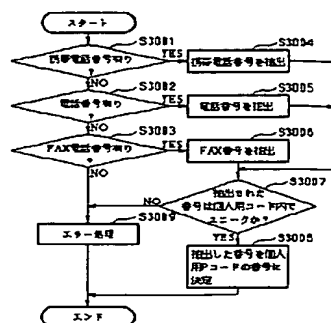 スタート
S3001
携帯電話番号有り
?
YES
S3004
携帯電話番号を抽出
NO
S3002
電話番号有り
?
YES
S3005
電話番号を抽出
NO
S3003
FAX電話番号有り
?
YES
S3006
FAX番号を抽出
NO
S3007
抽出された
番号は個人用コード内で
ユニークか?
NO
YES
S3009
エラー処理
S3008
抽出した番号を個人
用Pコードの番号に
決定
エンド